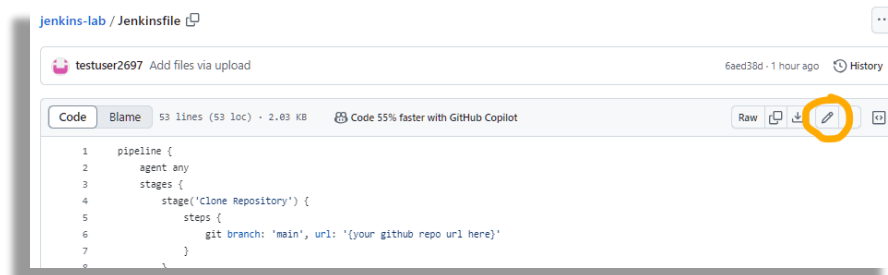 jenkins-lab / Jenkinsfile
testuser2697 Add files via upload 6aed38d · 1 hour ago History
Code Blame 53 lines (53 loc) · 2.03 KB Code 55% faster with GitHub Copilot Raw
1 pipeline {
2 agent any
3 stages {
4 stage('Clone Repository') {
5 steps {
6 git branch: 'main', url: '{your github repo url here}'
7 }
8 }